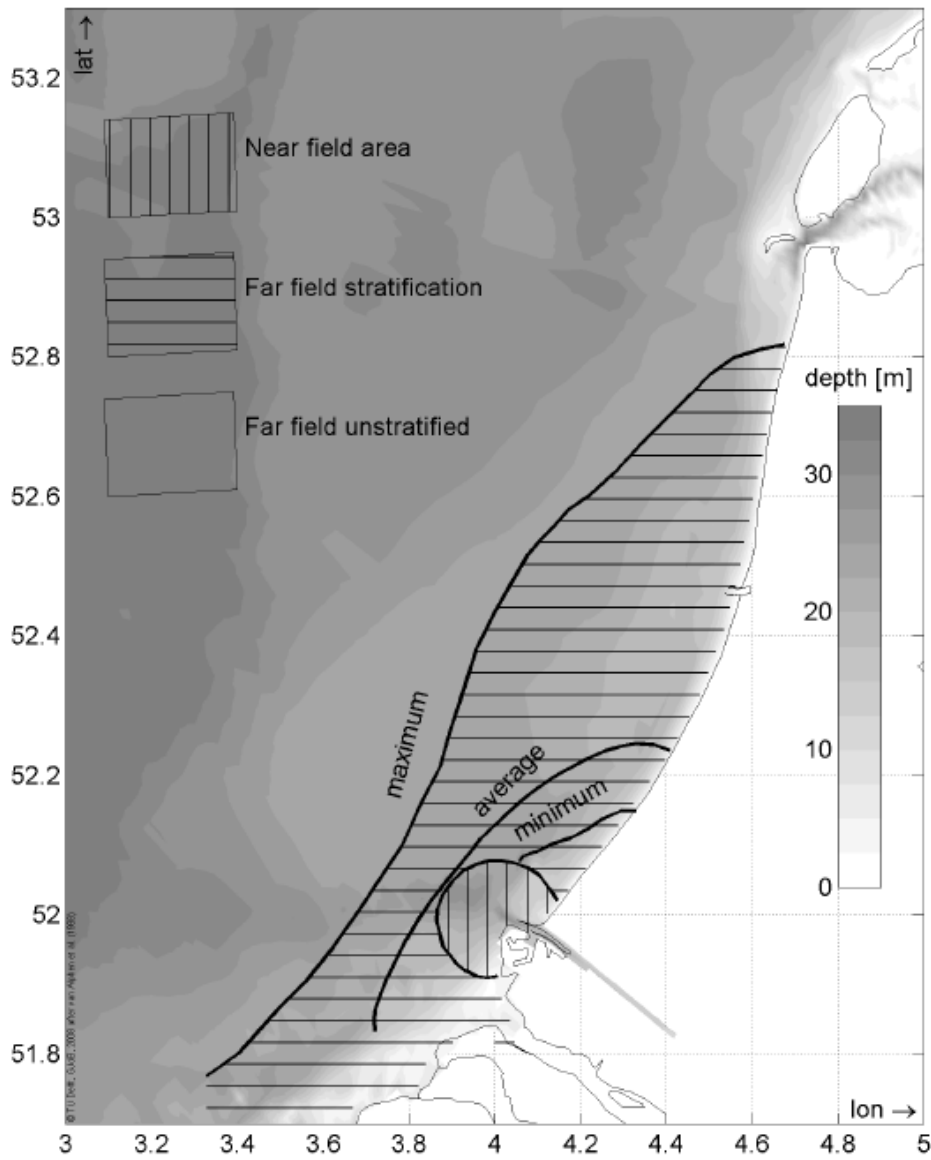 lat →
53.2
53
52.8
52.6
52.4
52.2
52
51.8
Near field area
Far field stratification
Far field unstratified
depth [m]
30
20
10
0
maximum
average
minimum
lon →
3
3.2
3.4
3.6
3.8
4
4.2
4.4
4.6
4.8
5